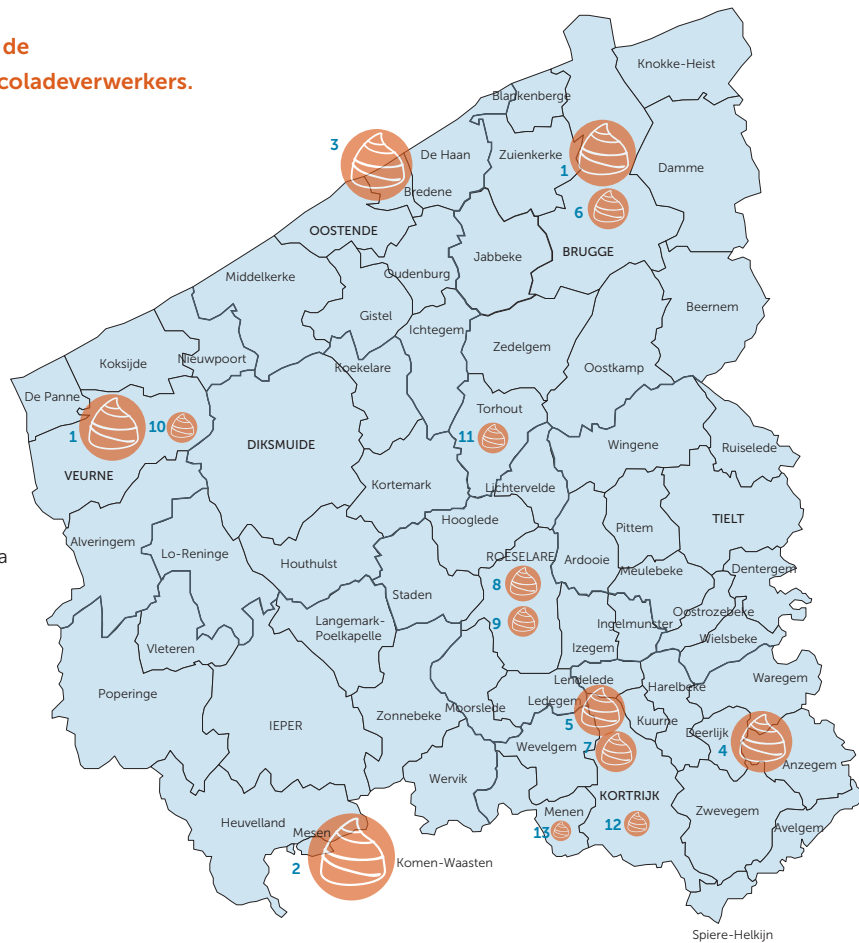 de
coladeverwerkers.
Knokke-Heist
Blankenberge
3
De Haan
Zuienkerke
1
Damme
Bredene
6
OOSTENDE
BRUGGE
Jabbeke
Oudenburg
Middelkerke
Beernem
Gistel
Ichtegem
Zedelgem
Nieuwpoort
Koksijde
Koekelare
Oostkamp
De Panne
Torhout
10
1
11
DIKSMUIDE
Wingene
Ruiselede
VEURNE
Kortemark
Lichtervelde
Hooglede
TIELT
Pittem
Alveringem
Lo-Reninge
a
ROESELARE
Houthulst
Ardooie
Meulebeke
Dentergem
8
Staden
Oostrozebeke
Langemark-
Poelkapelle
9
Ingelmunster
Wielsbeke
Vleteren
Izegem
Lendelede
Waregem
Harelbeke
Poperinge
Ledegem
Moorslede
Zonnebeke
IEPER
5
Kuurne
Deerlijk
Wevelgem
7
4
Anzegem
Wervik
KORTRIJK
Menen
Zwevegem
Heuvelland
12
Avelgem
Mesen
13
2
Komen-Waasten
Spiere-Helkijn